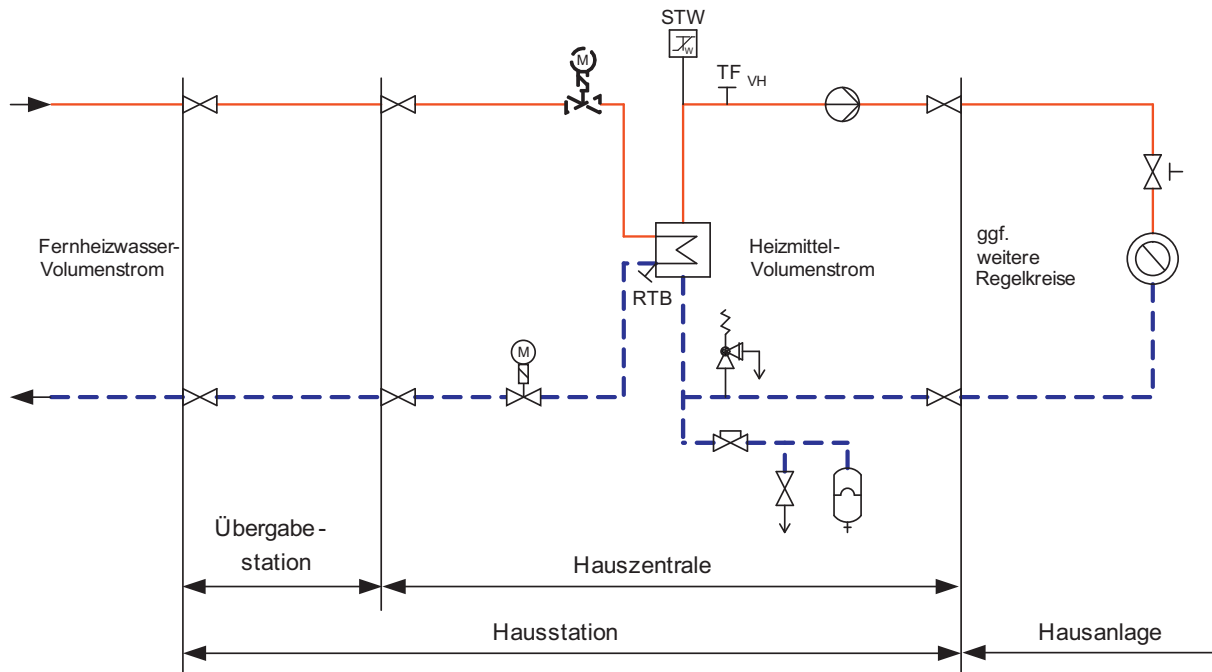 STW
W
M
TF VH
Fernheizwasser-
Volumenstrom
Heizmittel-
Volumenstrom
ggf.
weitere
Regelkreise
RTB
M
Übergabe-
station
Hauszentrale
Hausstation
Hausanlage